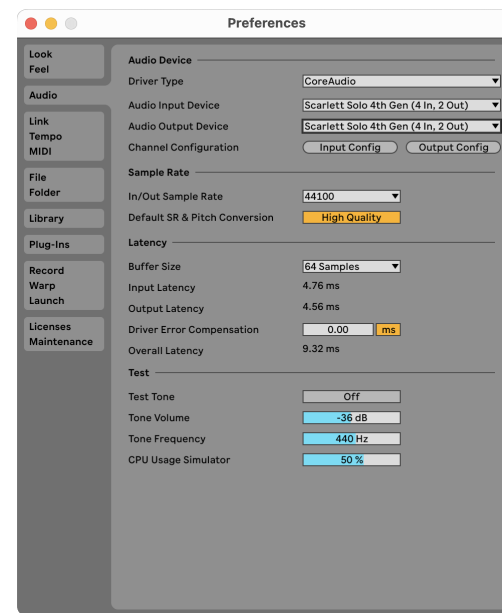 Preferences
Look
Feel
Audio
Link
Tempo
MIDI
File
Folder
Library
Plug-Ins
Record
Warp
Launch
Licenses
Maintenance
Audio Device
Driver Type CoreAudio
Audio Input Device Scarlett Solo 4th Gen (4 In, 2 Out)
Audio Output Device Scarlett Solo 4th Gen (4 In, 2 Out)
Channel Configuration Input Config Output Config
Sample Rate
In/Out Sample Rate 44100
Default SR & Pitch Conversion High Quality
Latency
Buffer Size 64 Samples
Input Latency 4.76 ms
Output Latency 4.56 ms
Driver Error Compensation 0.00 ms
Overall Latency 9.32 ms
Test
Test Tone Off
Tone Volume -36 dB
Tone Frequency 440 Hz
CPU Usage Simulator 50 %